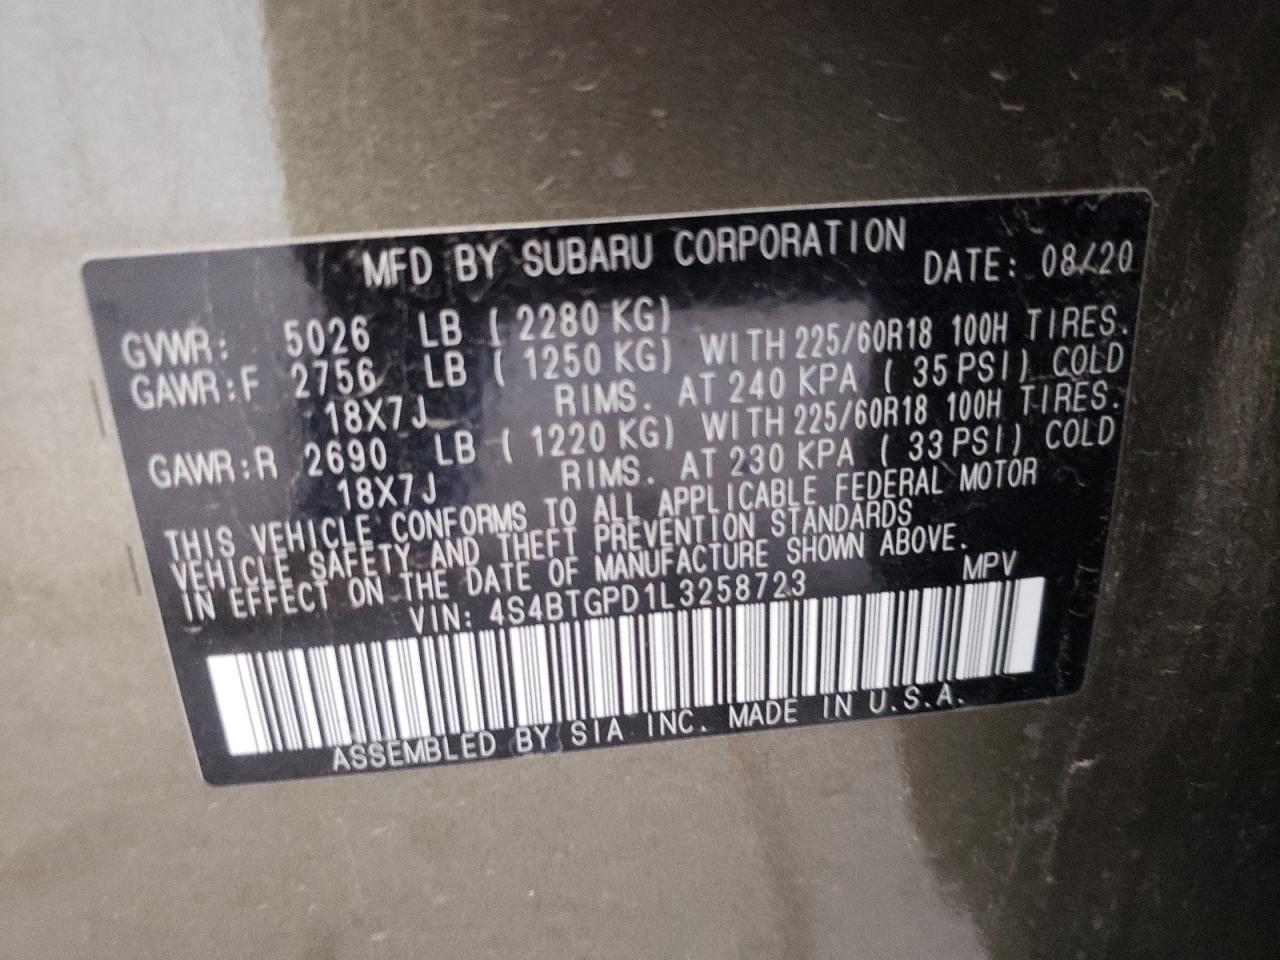 MFD BY SUBARU CORPORATION DATE: 08/20
GVWR: 5026 LB ( 2280 KG)
GAWR:F 2756 LB ( 1250 KG) WITH 225/60R18 100H TIRES.
18X7J RIMS. AT 240 KPA ( 35 PSI) COLD
GAWR:R 2690 LB ( 1220 KG) WITH 225/60R18 100H TIRES.
18X7J RIMS. AT 230 KPA ( 33 PSI) COLD
THIS VEHICLE CONFORMS TO ALL APPLICABLE FEDERAL MOTOR
VEHICLE SAFETY AND THEFT PREVENTION STANDARDS
IN EFFECT ON THE DATE OF MANUFACTURE SHOWN ABOVE.
VIN: 4S4BTGPD1L3258723 MPV
ASSEMBLED BY SIA INC. MADE IN U.S.A.